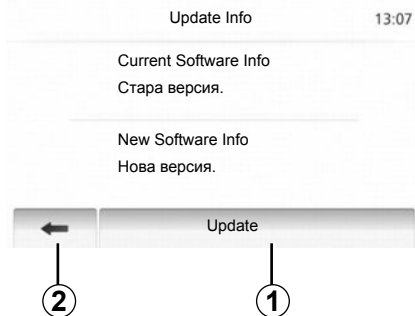 Update Info 13:07
Current Software Info
Стара версия.
New Software Info
Нова версия.
Update
2 1